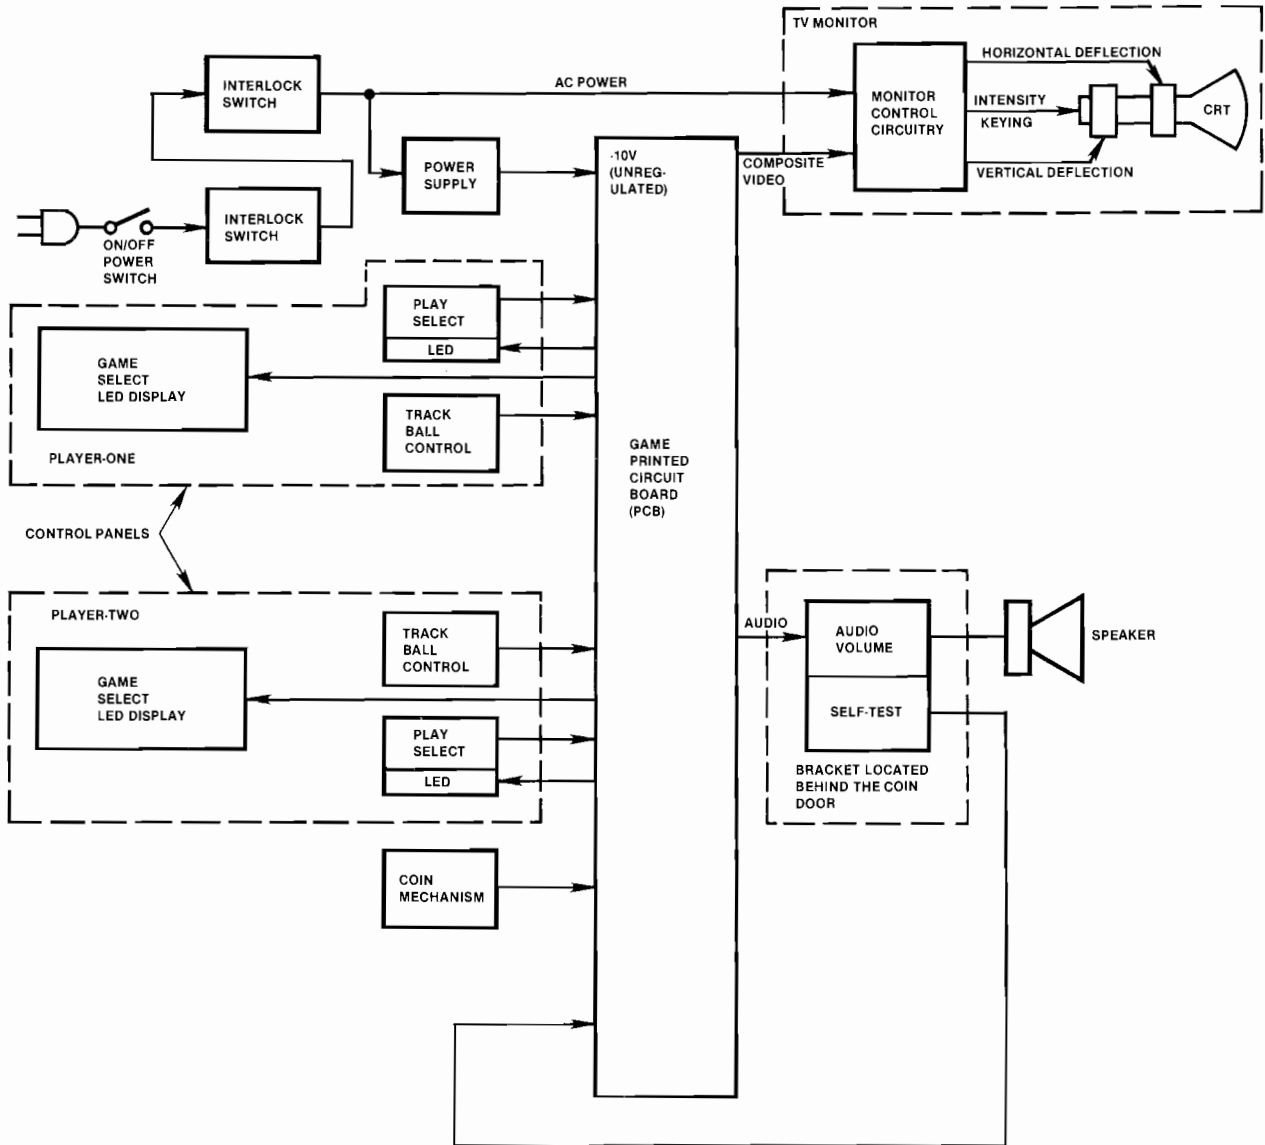 TV MONITOR
INTERLOCK
SWITCH
AC POWER
HORIZONTAL DEFLECTION
MONITOR
CONTROL
CIRCUITRY
INTENSITY
KEYING
CRT
VERTICAL DEFLECTION
POWER
SUPPLY
-10V
(UNREG-
ULATED)
COMPOSITE
VIDEO
INTERLOCK
SWITCH
ON/OFF
POWER
SWITCH
PLAY
SELECT
LED
GAME
SELECT
LED DISPLAY
TRACK
BALL
CONTROL
PLAYER-ONE
GAME
PRINTED
CIRCUIT
BOARD
(PCB)
CONTROL PANELS
PLAYER-TWO
TRACK
BALL
CONTROL
GAME
SELECT
LED DISPLAY
PLAY
SELECT
LED
AUDIO
AUDIO
VOLUME
SPEAKER
SELF-TEST
BRACKET LOCATED
BEHIND THE COIN
DOOR
COIN
MECHANISM